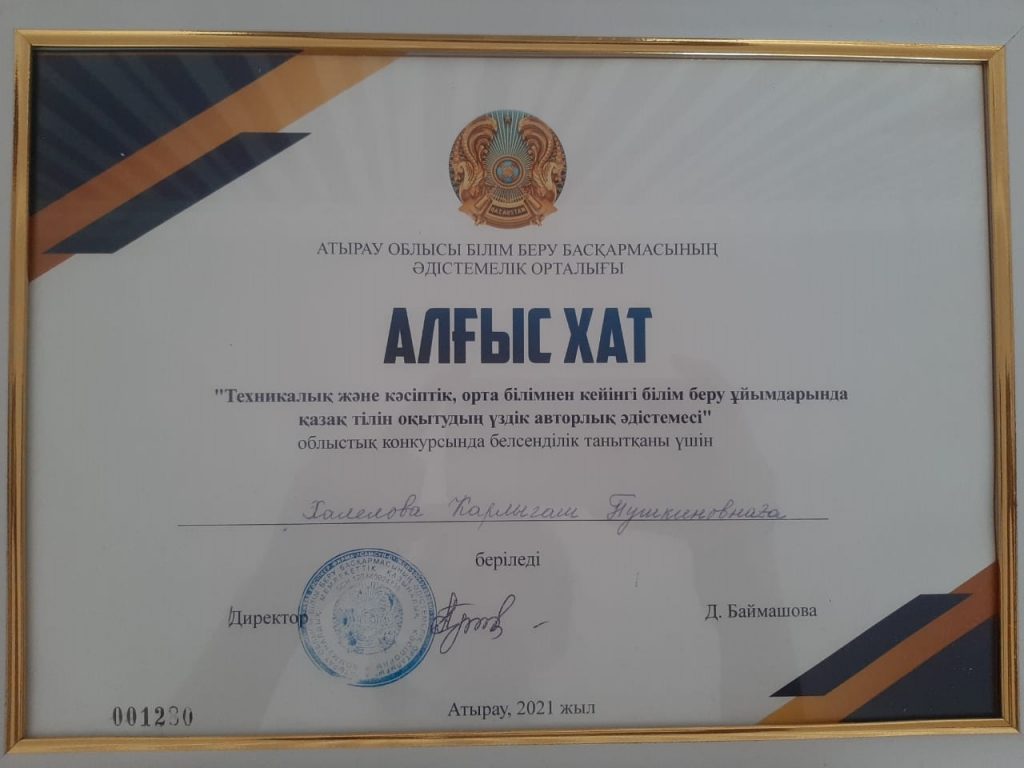 QAZAQSTAN
АТЫРАУ ОБЛЫСЫ БІЛІМ БЕРУ БАСҚАРМАСЫНЫҢ
ӘДІСТЕМЕЛІК ОРТАЛЫҒЫ
АЛҒЫС ХАТ
"Техникалық және кәсіптік, орта білімнен кейінгі білім беру ұйымдарында
қазақ тілін оқытудың үздік авторлық әдістемесі"
облыстық конкурсында белсенділік танытқаны үшін
Халелова Карлыгаш Пушкиновнаға
беріледі
Директор
Д. Баймашова
001230
Атырау, 2021 жыл